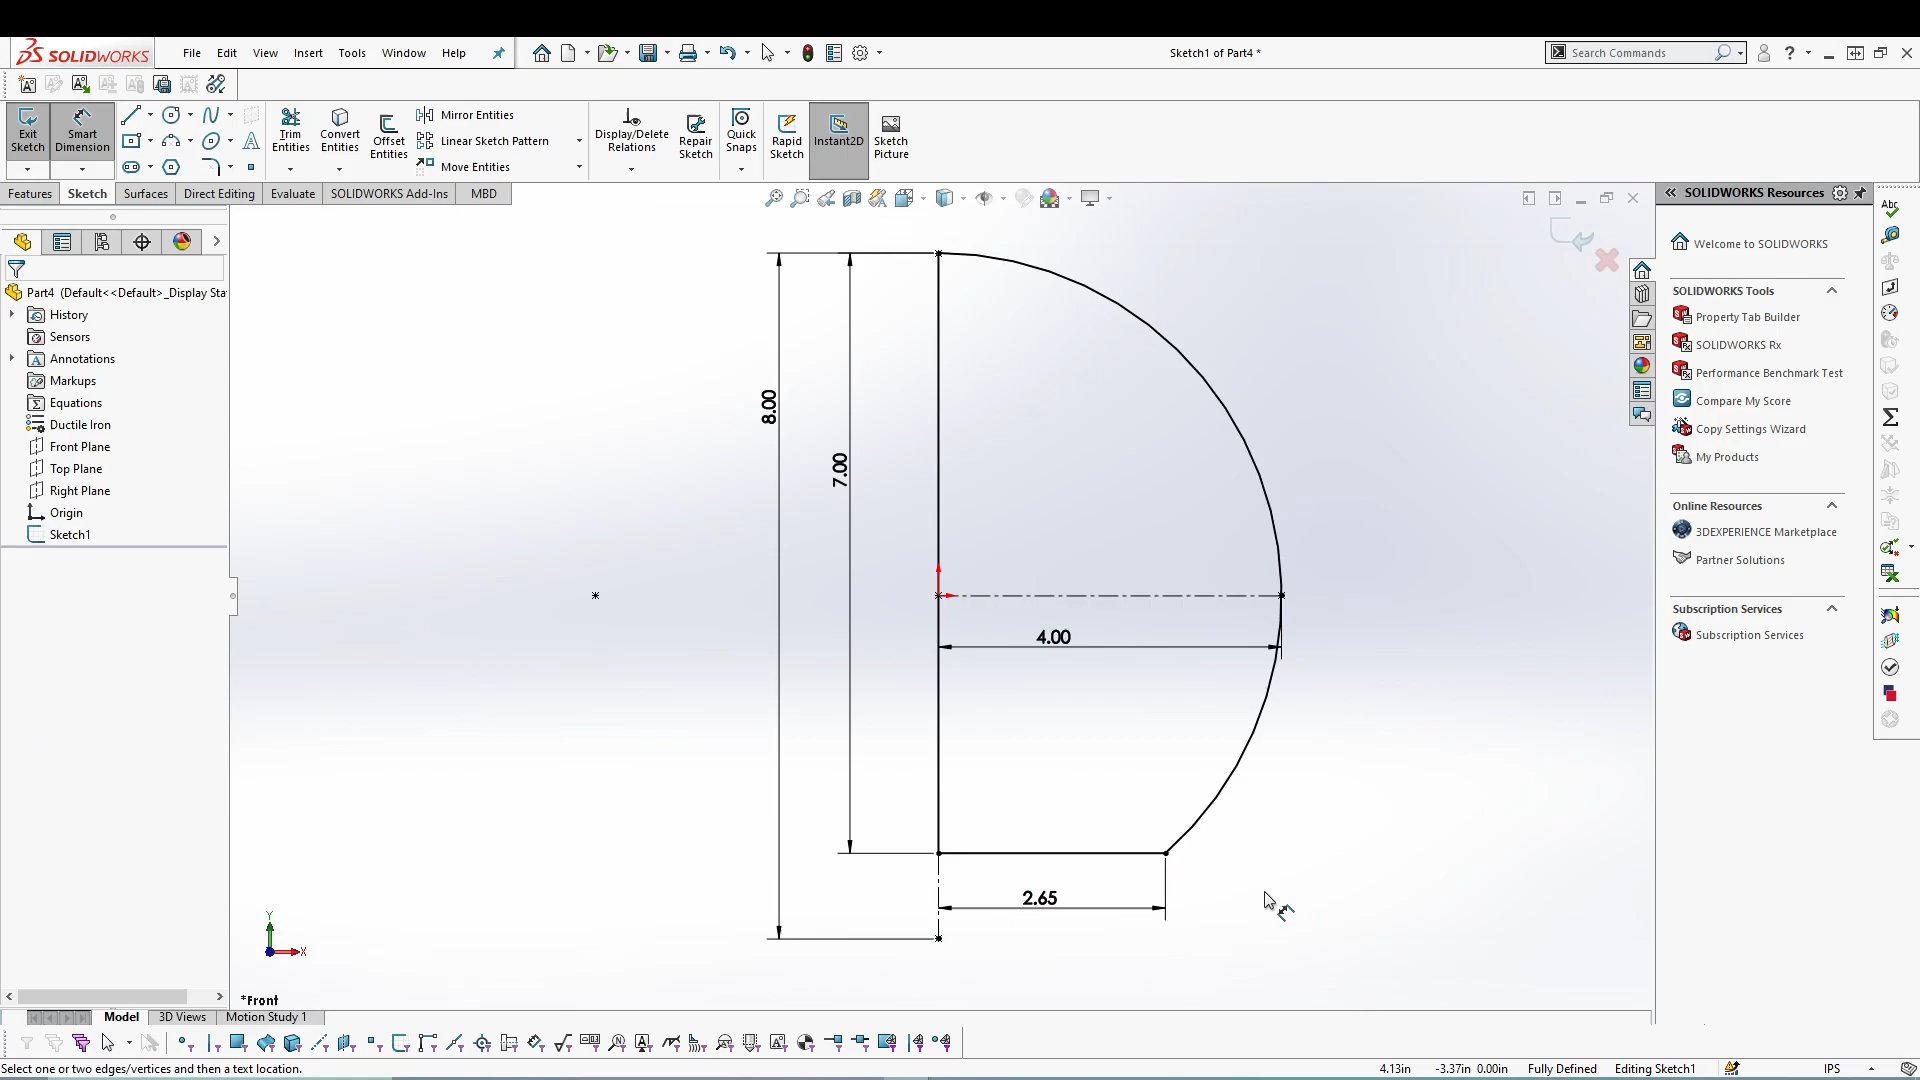 SOLIDWORKS
File Edit View Insert Tools Window Help
Sketch1 of Part4 *
Search Commands
Exit Sketch
Smart Dimension
Trim Entities
Convert Entities
Offset Entities
Mirror Entities
Linear Sketch Pattern
Move Entities
Display/Delete Relations
Repair Sketch
Quick Snaps
Rapid Sketch
Instant2D
Sketch Picture
Features Sketch Surfaces Direct Editing Evaluate SOLIDWORKS Add-Ins MBD
Part4 (Default<<Default>_Display Sta
History
Sensors
Annotations
Markups
Equations
Ductile Iron
Front Plane
Top Plane
Right Plane
Origin
Sketch1
8.00
7.00
4.00
2.65
Y
X
*Front
SOLIDWORKS Resources
Welcome to SOLIDWORKS
SOLIDWORKS Tools
Property Tab Builder
SOLIDWORKS Rx
Performance Benchmark Test
Compare My Score
Copy Settings Wizard
My Products
Online Resources
3DEXPERIENCE Marketplace
Partner Solutions
Subscription Services
Subscription Services
Model 3D Views Motion Study 1
Select one or two edges/vertices and then a text location.
4.13in -3.37in 0.00in Fully Defined Editing Sketch1 IPS